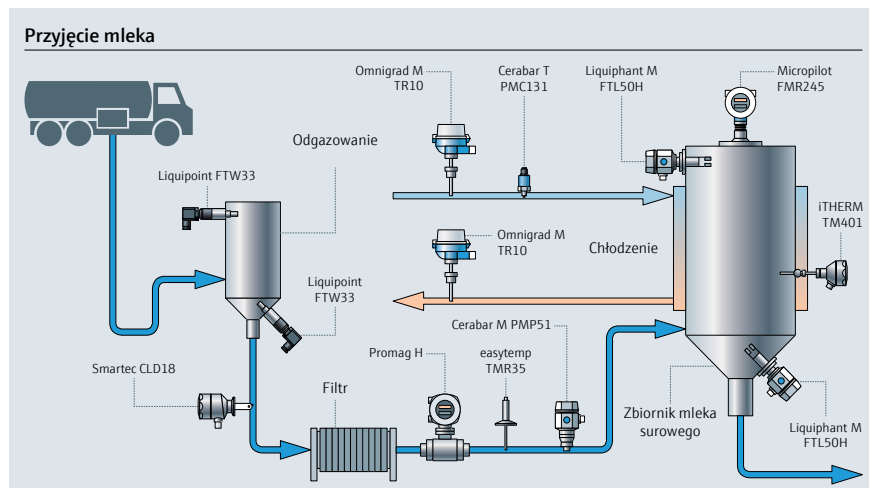 Przyjęcie mleka
Omnigrad M
TR10
Cerabar T
PMC131
Liquiphant M
FTL50H
Micropilot
FMR245
Odgazowanie
Liquipoint FTW33
iTHERM
TM401
Omnigrad M
TR10
Chłodzenie
Liquipoint
FTW33
Cerabar M PMP51
Promag H
easytemp
TMR35
Smartec CLD18
Filtr
Zbiornik mleka
surowego
Liquiphant M
FTL50H